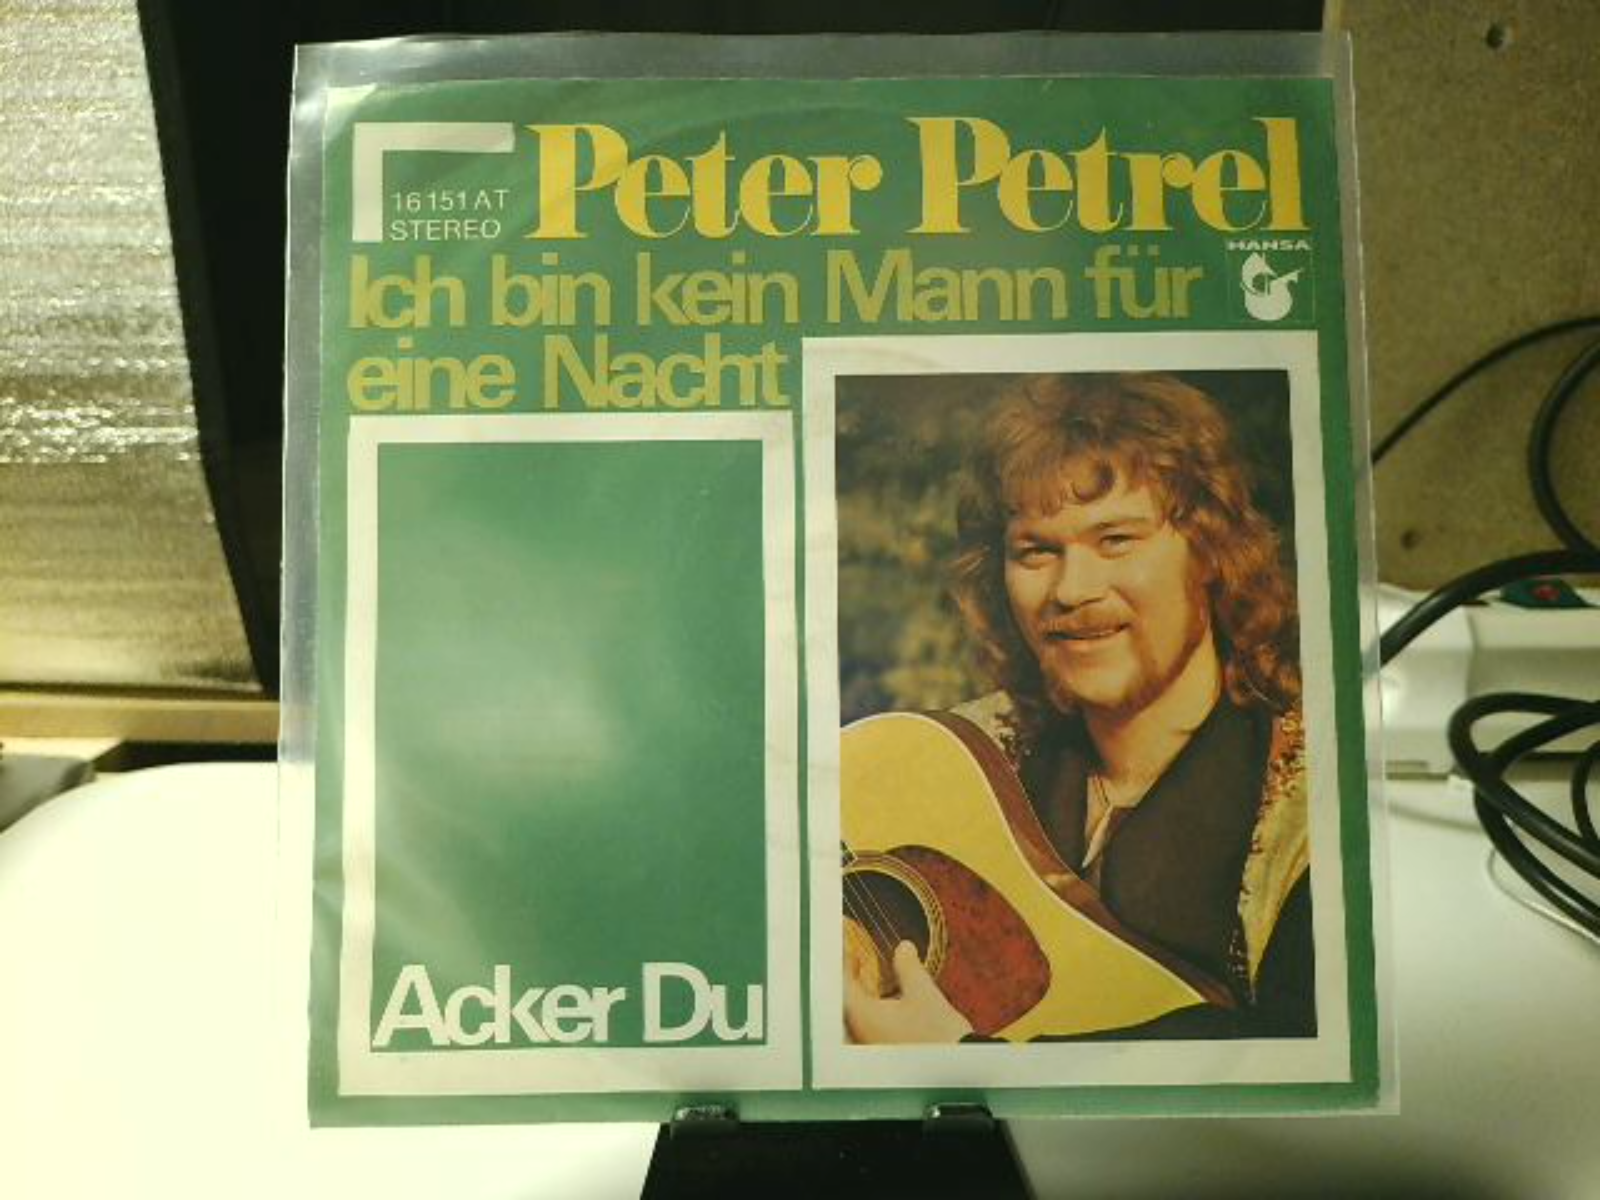 16 151 AT
STEREO
Peter Petrel
HANSA
Ich bin kein Mann für
eine Nacht
Acker Du